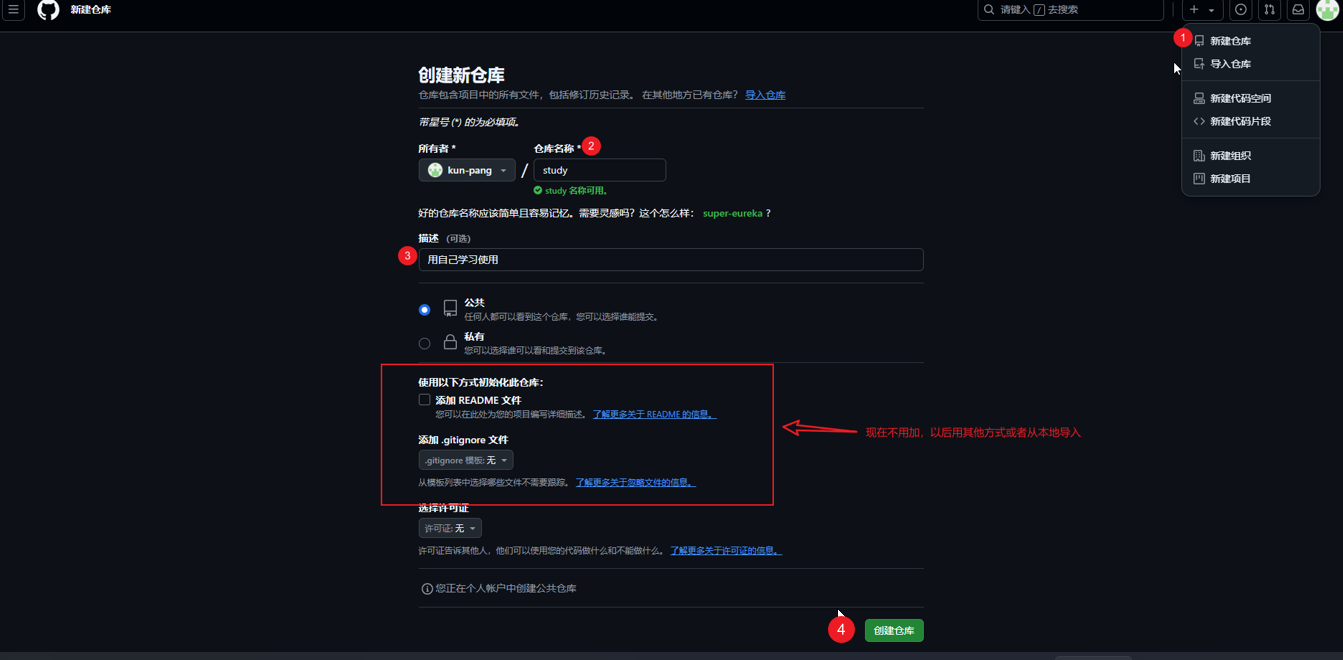 新建仓库
请键入 / 去搜索
1
新建仓库
导入仓库
新建代码空间
新建代码片段
新建组织
新建项目
创建新仓库
仓库包含项目中的所有文件，包括修订历史记录。 在其他地方已有仓库？ 导入仓库
带星号 (*) 的为必填项。
所有者 *
仓库名称 *
2
kun-pang
/
study
study 名称可用。
好的仓库名称应该简单且容易记忆。需要灵感吗？这个怎么样： super-eureka ?
描述 (可选)
3
用自己学习使用
公共
任何人都可以看到这个仓库，您可以选择谁能提交。
私有
您可以选择谁可以看和提交到该仓库。
使用以下方式初始化此仓库：
添加 README 文件
您可以在此处为您的项目编写详细描述。 了解更多关于 README 的信息。
现在不用加，以后用其他方式或者从本地导入
添加 .gitignore 文件
.gitignore 模板: 无
从模板列表中选择哪些文件不需要跟踪。 了解更多关于忽略文件的信息。
选择许可证
许可证: 无
许可证告诉其他人，他们可以使用您的代码做什么和不能做什么。 了解更多关于许可证的信息。
您正在个人帐户中创建公共仓库
4
创建仓库